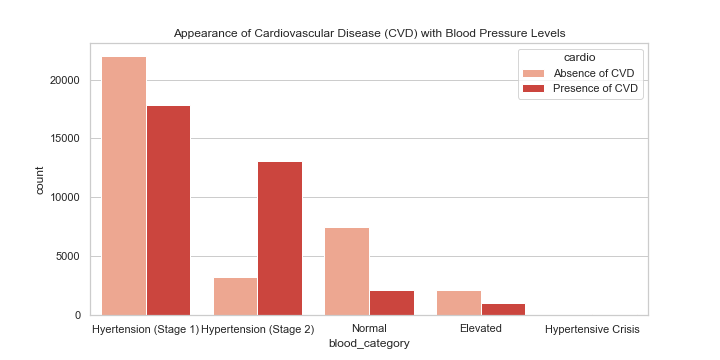 Appearance of Cardiovascular Disease (CVD) with Blood Pressure Levels
cardio
Absence of CVD
Presence of CVD
20000
15000
10000
5000
0
count
Hyertension (Stage 1) Hypertension (Stage 2) Normal Elevated Hypertensive Crisis
blood_category